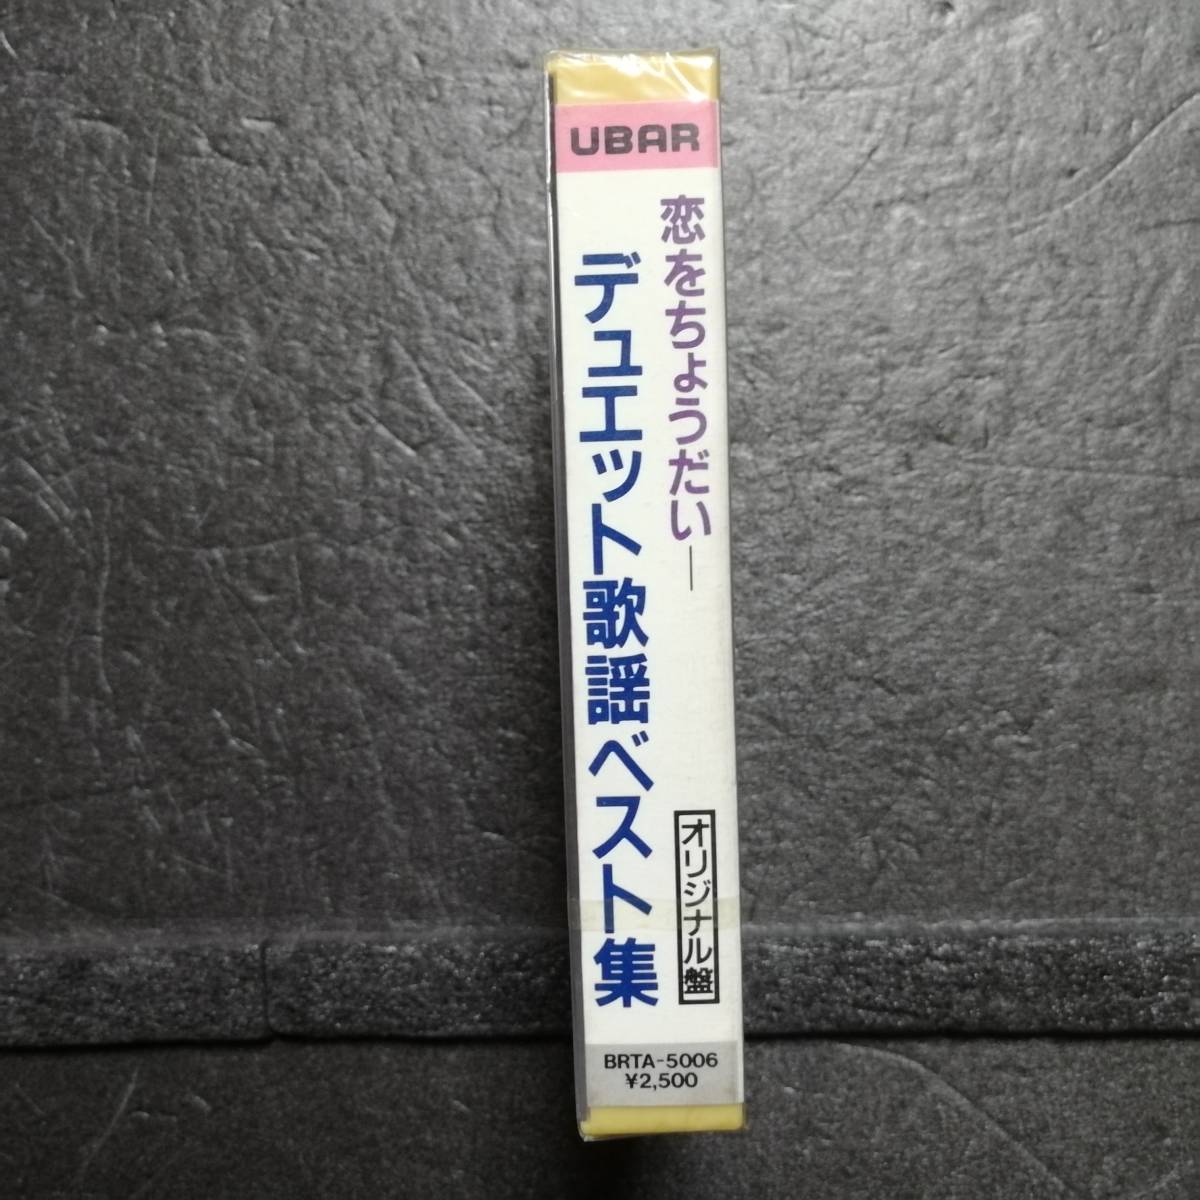 UBAR
恋をちょうだい―
デュエット歌謡ベスト集
オリジナル盤
BRTA-5006
¥2,500